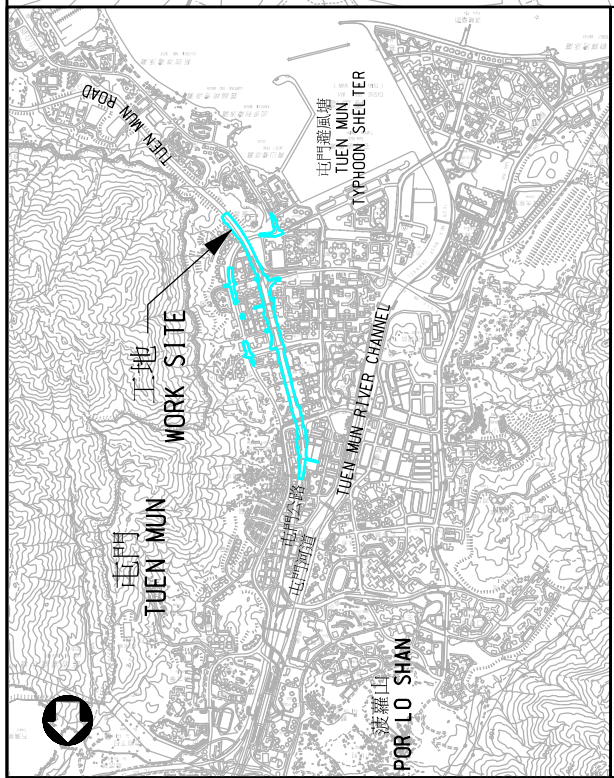 TUEN MUN ROAD
屯門避風塘
TUEN MUN
TYPHOON SHELTER
工地
WORK SITE
TUEN MUN RIVER CHANNEL
屯門公路
屯門河道
屯門
TUEN MUN
菠蘿山
POR LO SHAN